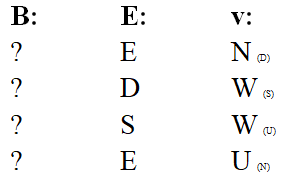 B: E: v:
? E N (D)
? D W (S)
? S W (U)
? E U (N)